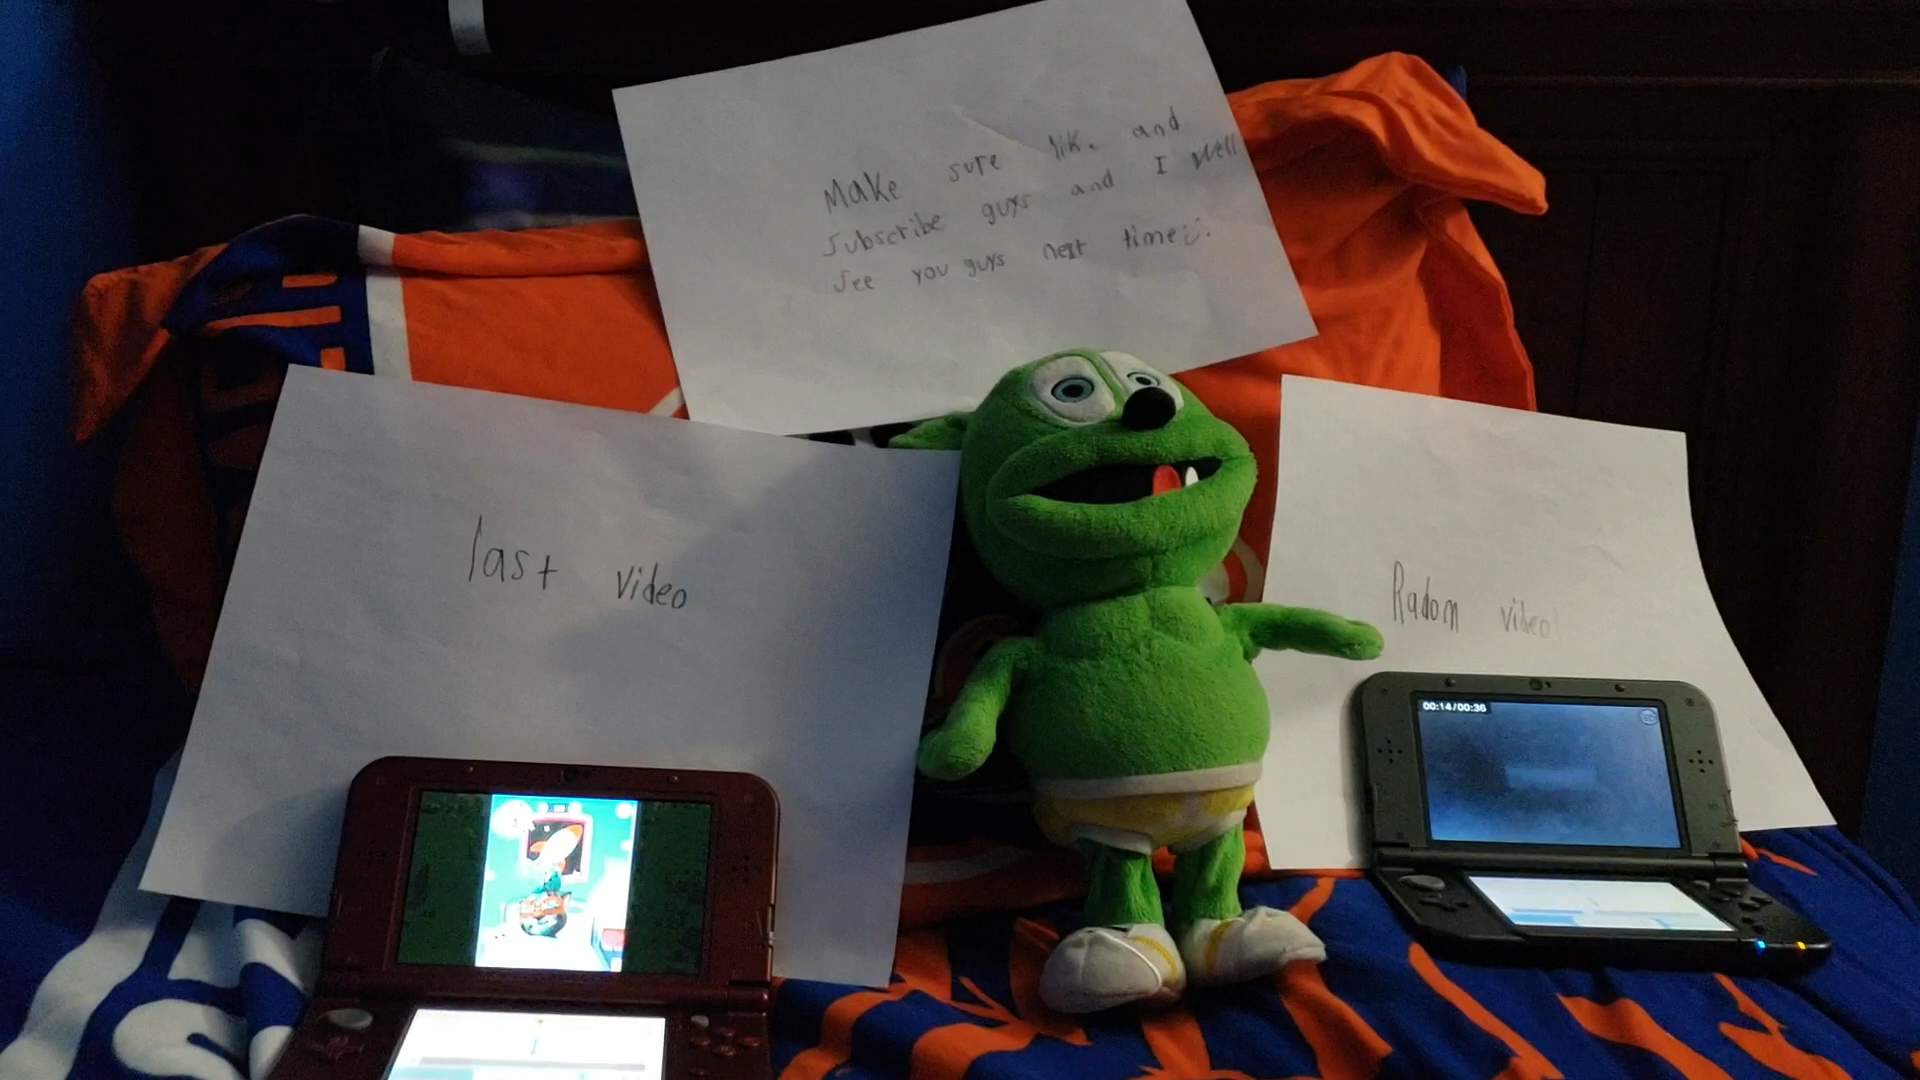 Make sure lik. and
Subscribe guys and I well
See you guys next time:.
last video
Radom video
00:14/00:36